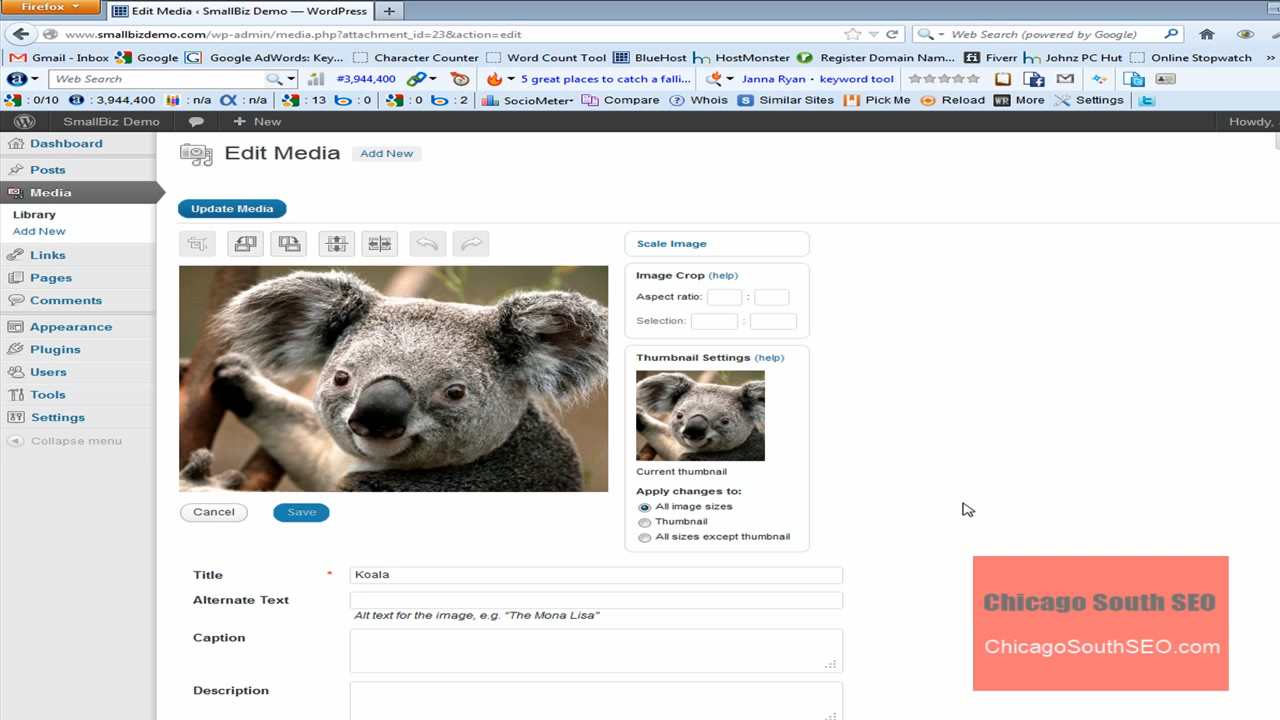 Firefox
Edit Media ‹ SmallBiz Demo — WordPress
www.smallbizdemo.com/wp-admin/media.php?attachment_id=23&action=edit
Web Search (powered by Google)
Gmail - Inbox Google Google AdWords: Key... Character Counter Word Count Tool BlueHost HostMonster Register Domain Nam... Fiverr Johnz PC Hut Online Stopwatch »
Web Search #3,944,400 5 great places to catch a falli... Janna Ryan - keyword tool
: 0/10 : 3,944,400 : n/a : n/a : 13 : 0 : 0 : 2 SocioMeter Compare Whois Similar Sites Pick Me Reload More Settings
SmallBiz Demo + New Howdy,
Dashboard
Posts
Media
Library
Add New
Links
Pages
Comments
Appearance
Plugins
Users
Tools
Settings
Collapse menu
Edit Media Add New
Update Media
Scale Image
Image Crop (help)
Aspect ratio: :
Selection: :
Thumbnail Settings (help)
Current thumbnail
Apply changes to:
All image sizes
Thumbnail
All sizes except thumbnail
Cancel Save
Title * Koala
Alternate Text
Alt text for the image, e.g. "The Mona Lisa"
Caption
Description
Chicago South SEO
ChicagoSouthSEO.com